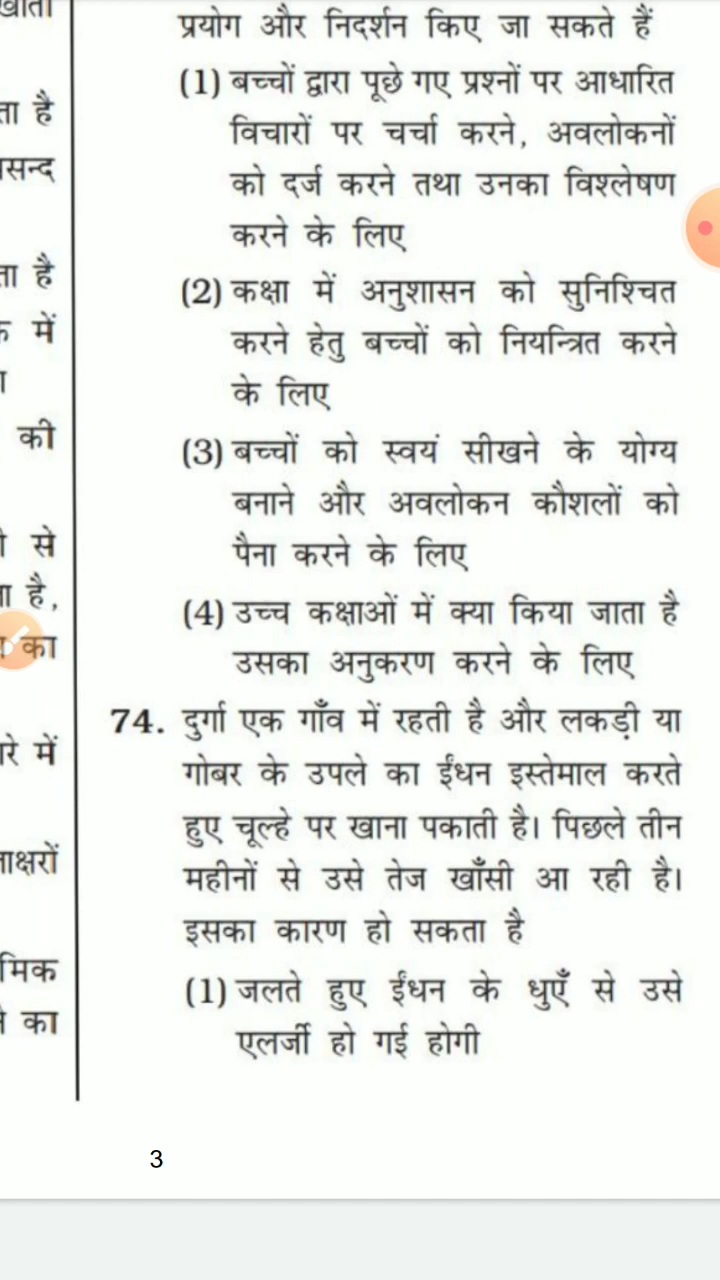 खाता
ता है
सन्द
ता है
में
की
से
है,
का
रे में
ाक्षरों
मिक
का
प्रयोग और निदर्शन किए जा सकते हैं
(1) बच्चों द्वारा पूछे गए प्रश्नों पर आधारित
विचारों पर चर्चा करने, अवलोकनों
को दर्ज करने तथा उनका विश्लेषण
करने के लिए
(2) कक्षा में अनुशासन को सुनिश्चित
करने हेतु बच्चों को नियन्त्रित करने
के लिए
(3) बच्चों को स्वयं सीखने के योग्य
बनाने और अवलोकन कौशलों को
पैना करने के लिए
(4) उच्च कक्षाओं में क्या किया जाता है
उसका अनुकरण करने के लिए
74. दुर्गा एक गाँव में रहती है और लकड़ी या
गोबर के उपले का ईंधन इस्तेमाल करते
हुए चूल्हे पर खाना पकाती है। पिछले तीन
महीनों से उसे तेज खाँसी आ रही है।
इसका कारण हो सकता है
(1) जलते हुए ईंधन के धुएँ से उसे
एलर्जी हो गई होगी
3